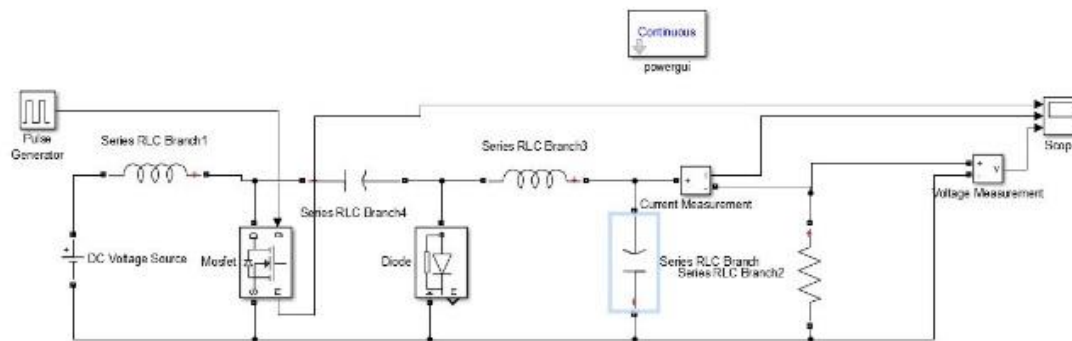 Continuous
powergui
Pulse
Generator
Series RLC Branch1
Series RLC Branch3
Scop
Voltage Measurement
Current Measurement
Series RLC Branch4
DC Voltage Source
Mosfet
Diode
Series RLC Branch
Series RLC Branch2